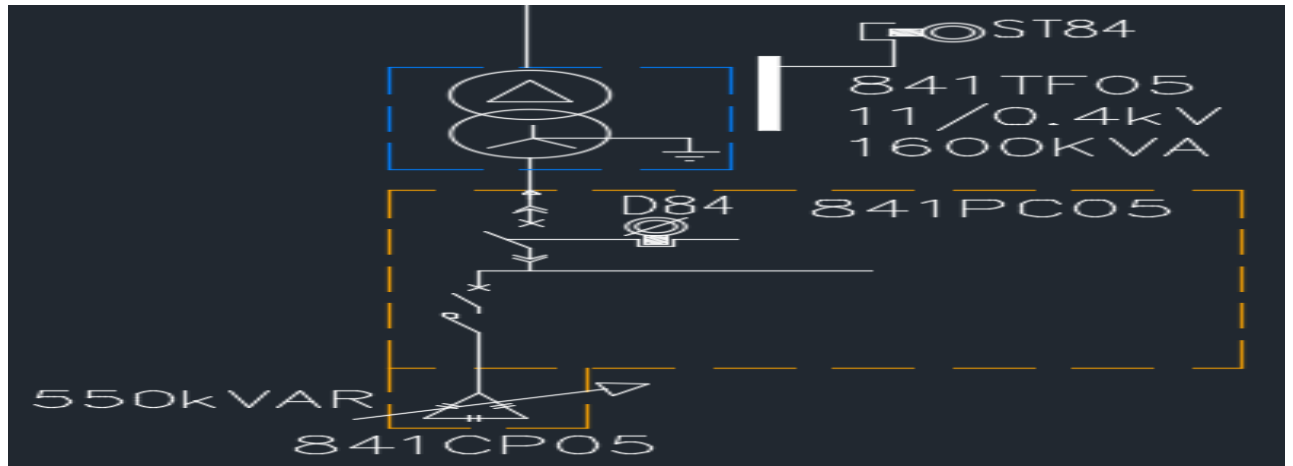 ST84
841TF05
11/0.4kV
1600KVA
D84
841PC05
550kVAR
841CP05